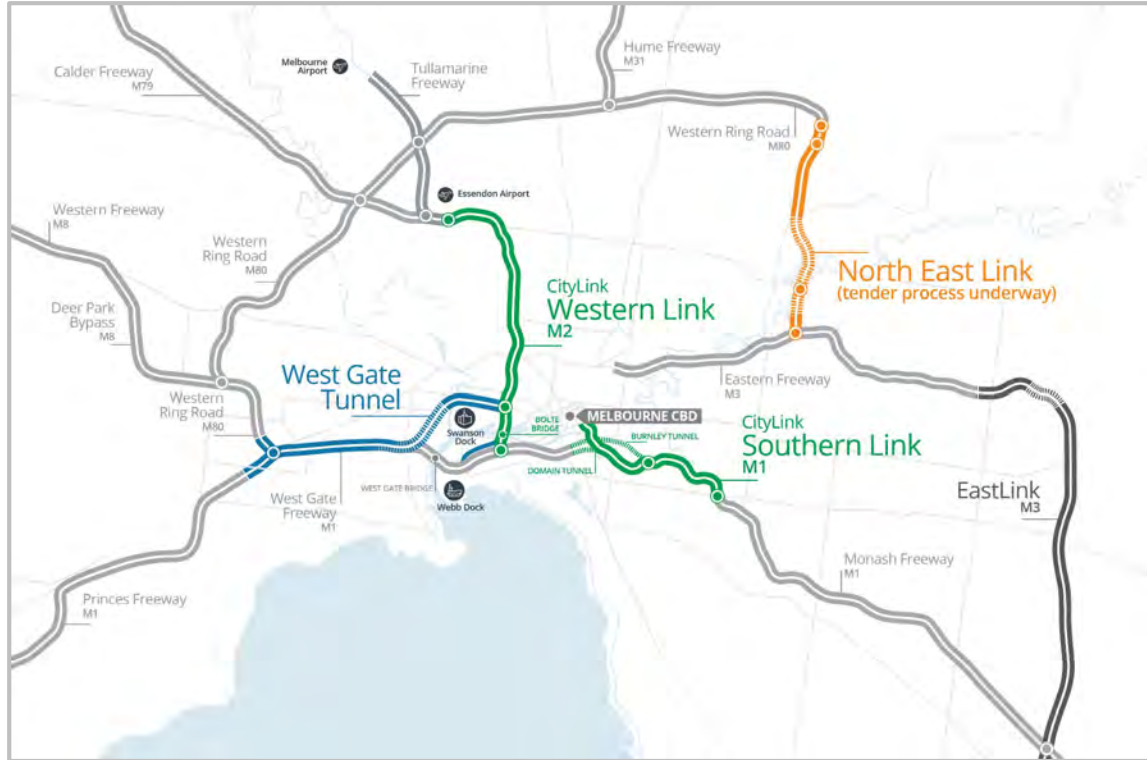 Hume Freeway
M31
Melbourne
Airport
Tullamarine
Freeway
Calder Freeway
M79
Western Ring Road
M80
Essendon Airport
Western Freeway
M8
Western
Ring Road
M80
North East Link
(tender process underway)
CityLink
Western Link
M2
Deer Park
Bypass
M8
West Gate
Tunnel
Eastern Freeway
M3
Western
Ring Road
M80
Swanson
Dock
BOLTE
BRIDGE
MELBOURNE CBD
BURNLEY TUNNEL
CityLink
Southern Link
M1
DOMAIN TUNNEL
WEST GATE BRIDGE
West Gate
Freeway
M1
Webb Dock
EastLink
M3
Monash Freeway
M1
Princes Freeway
M1